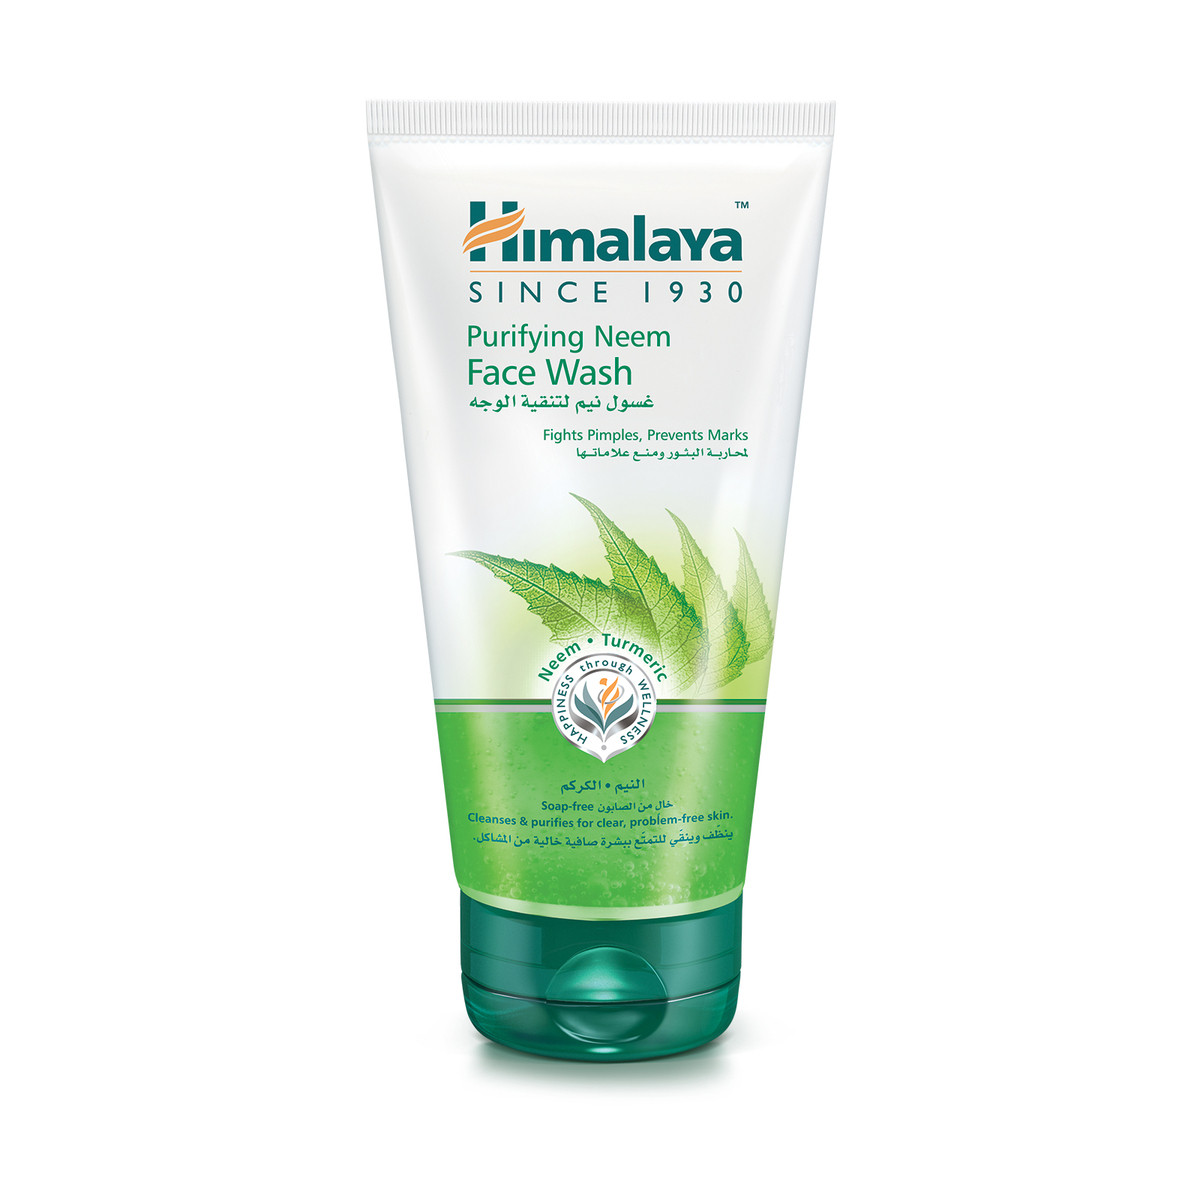 Himalaya™
SINCE 1930
Purifying Neem
Face Wash
غسول نيم لتنقية الوجه
Fights Pimples, Prevents Marks
لمحاربة البثور ومنع علاماتها
Neem • Turmeric
HAPPINESS through WELLNESS
النيم • الكركم
Soap-free خال من الصابون
Cleanses & purifies for clear, problem-free skin.
ينظّف وينقّي للتمتّع ببشرة صافية خالية من المشاكل.